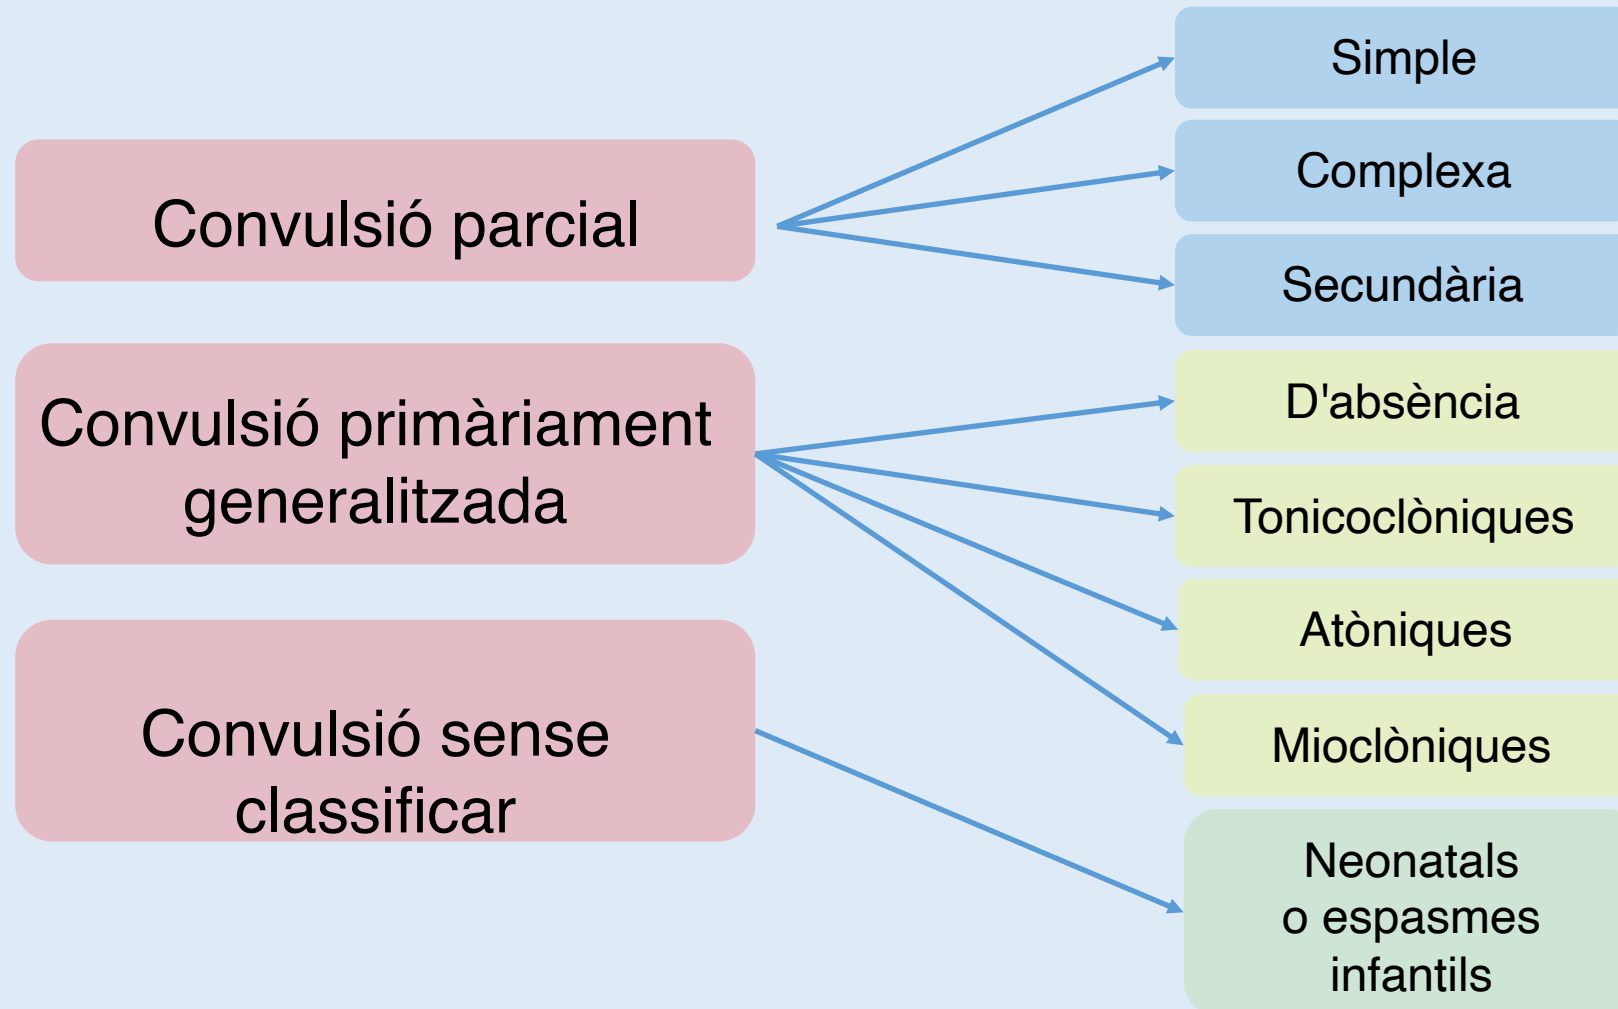 Convulsió parcial
Simple
Complexa
Secundària
Convulsió primàriament
generalitzada
D'absència
Tonicoclòniques
Atòniques
Mioclòniques
Convulsió sense
classificar
Neonatals
o espasmes
infantils